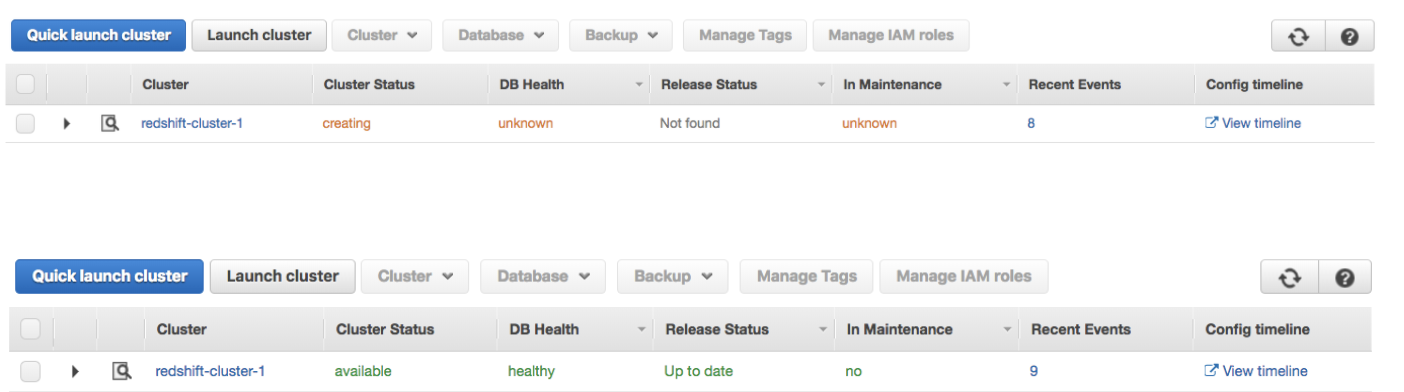 Quick launch cluster Launch cluster Cluster Database Backup Manage Tags Manage IAM roles
Cluster Cluster Status DB Health Release Status In Maintenance Recent Events Config timeline
redshift-cluster-1 creating unknown Not found unknown 8 View timeline
Quick launch cluster Launch cluster Cluster Database Backup Manage Tags Manage IAM roles
Cluster Cluster Status DB Health Release Status In Maintenance Recent Events Config timeline
redshift-cluster-1 available healthy Up to date no 9 View timeline